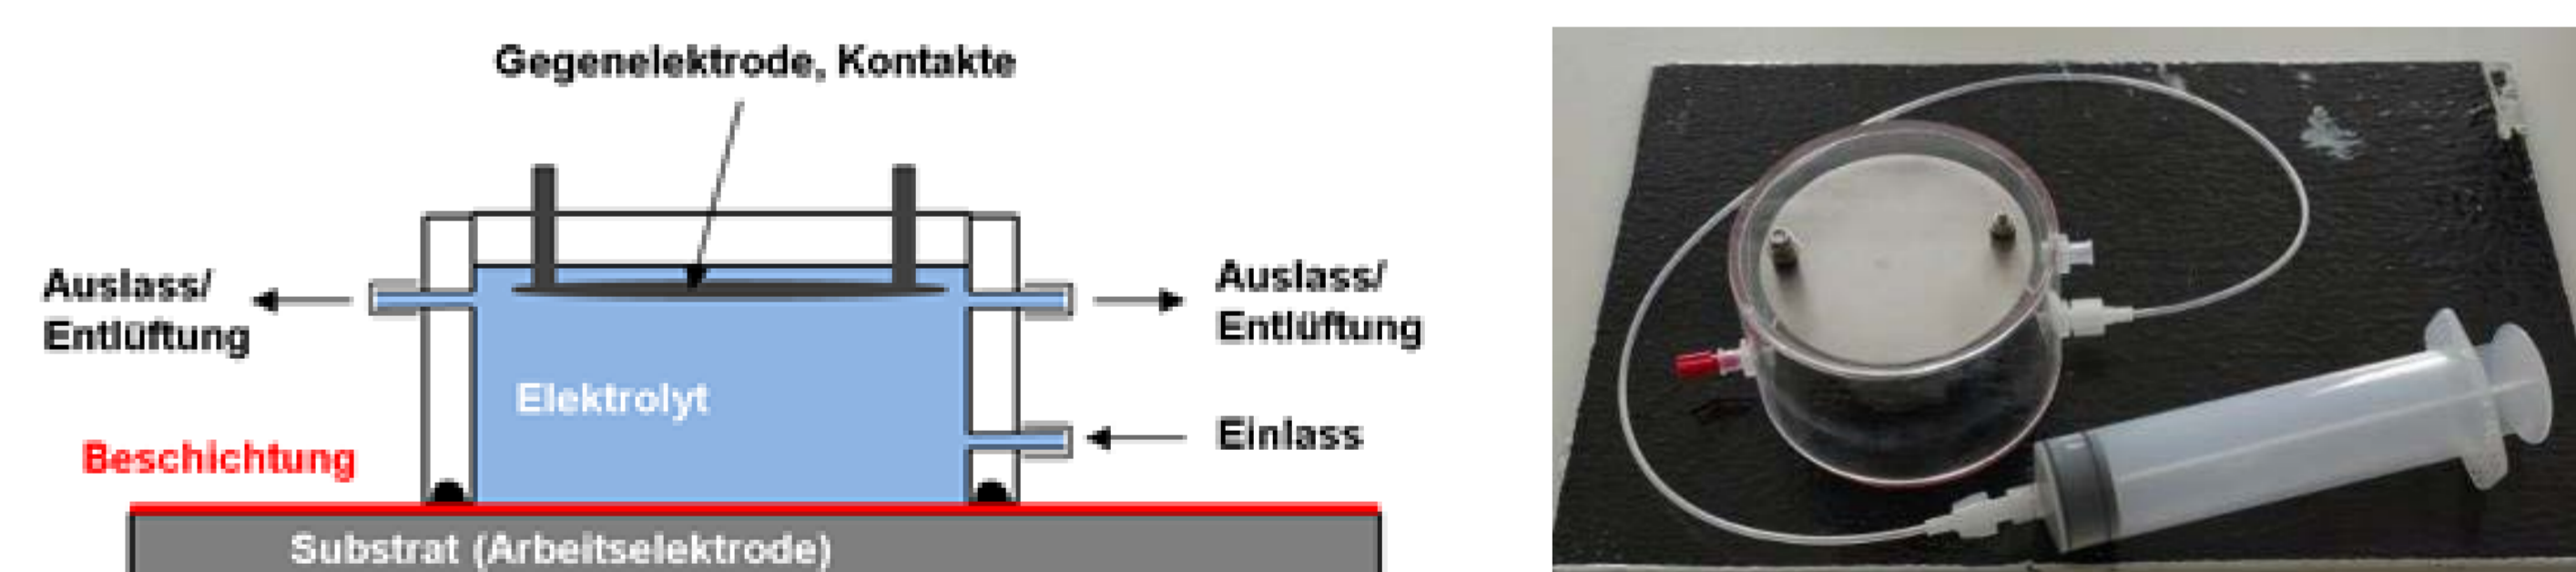 Gegenelektrode, Kontakte
Auslass/
Entlüftung
Auslass/
Entlüftung
Elektrolyt
Einlass
Beschichtung
Substrat (Arbeitselektrode)